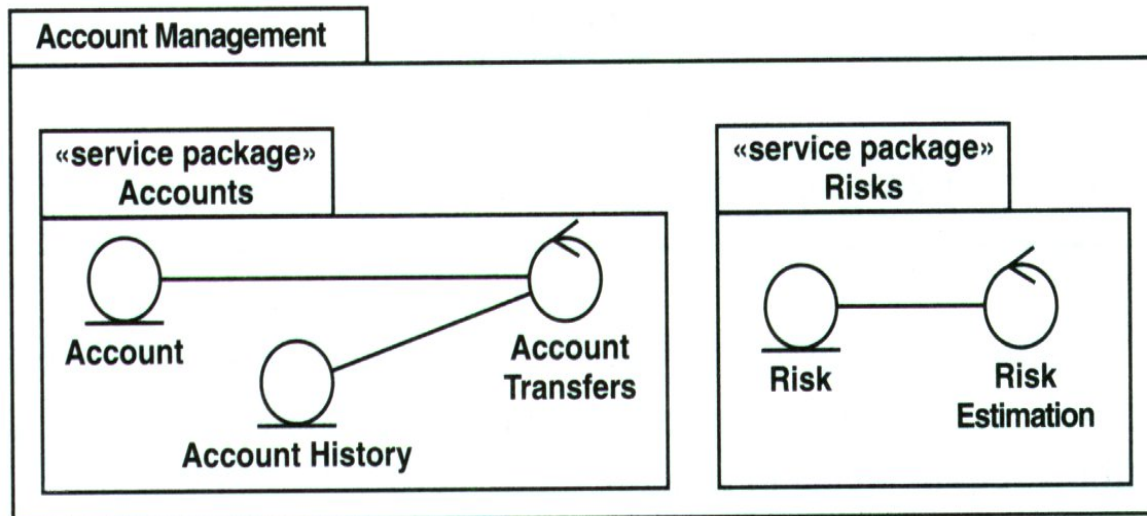 Account Management
«service package»
Accounts
«service package»
Risks
Account
Account History
Account
Transfers
Risk
Risk
Estimation